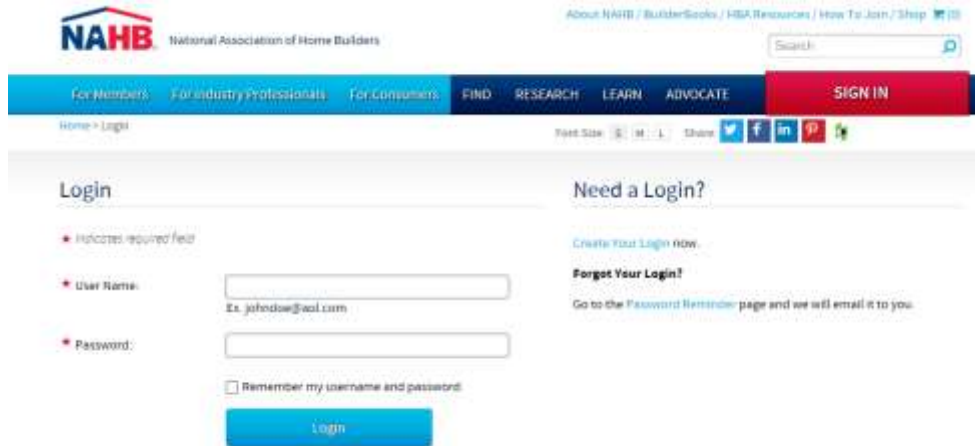 About NAHB / BuilderBooks / HBA Resources / How To Join / Shop (0)
NAHB
National Association of Home Builders
Search
For Members For Industry Professionals For Consumers FIND RESEARCH LEARN ADVOCATE SIGN IN
Home > Login
Font Size: S M L Share
Login
* Indicates required field
* User Name:
Ex. johndoe@aol.com
* Password:
Remember my username and password
Login
Need a Login?
Create Your Login now.
Forgot Your Login?
Go to the Password Reminder page and we will email it to you.